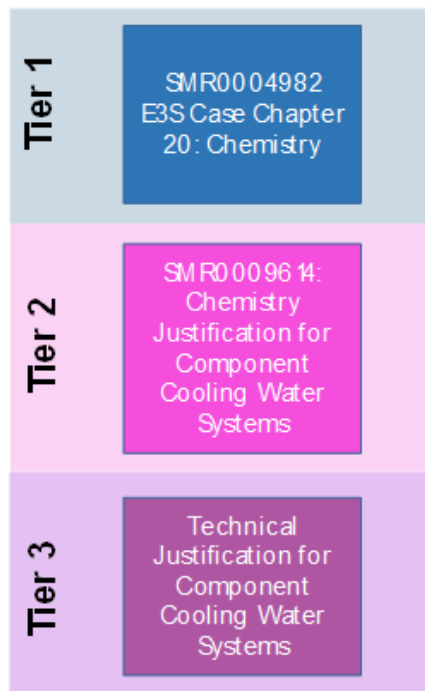 Tier 1
SMR0004982
E3S Case Chapter
20: Chemistry
Tier 2
SMR0009614:
Chemistry
Justification for
Component
Cooling Water
Systems
Tier 3
Technical
Justification for
Component
Cooling Water
Systems